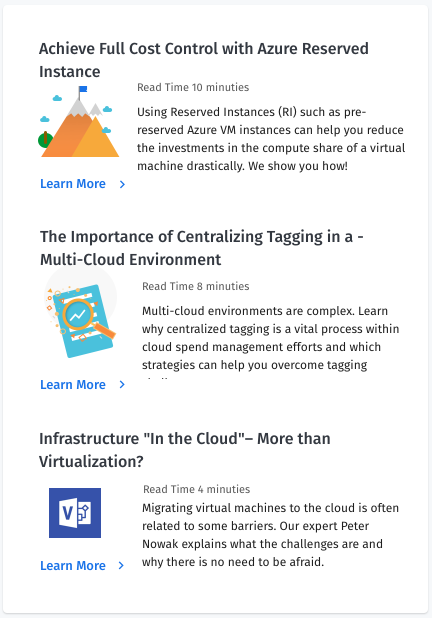 Achieve Full Cost Control with Azure Reserved
Instance
Read Time 10 minuties
Using Reserved Instances (RI) such as pre-
reserved Azure VM instances can help you reduce
the investments in the compute share of a virtual
machine drastically. We show you how!
Learn More
The Importance of Centralizing Tagging in a -
Multi-Cloud Environment
Read Time 8 minuties
Multi-cloud environments are complex. Learn
why centralized tagging is a vital process within
cloud spend management efforts and which
strategies can help you overcome tagging
Learn More
Infrastructure "In the Cloud"– More than
Virtualization?
Read Time 4 minuties
V
Migrating virtual machines to the cloud is often
related to some barriers. Our expert Peter
Nowak explains what the challenges are and
why there is no need to be afraid.
Learn More